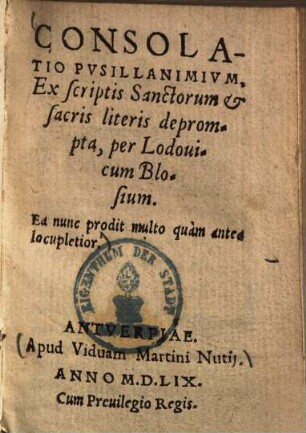 CONSOLA-
TIO PVSILLANIMIVM,
Ex scriptis Sanctorum &
sacris literis deprom-
pta, per Lodoui-
cum Blo-
sium.
Ea nunc prodit multo quàm antea
locupletior.
EIGENTHUM DER STADT
ANTVERPIAE.
(Apud Viduam Martini Nutij.)
ANNO M.D.LIX.
Cum Preuilegio Regis.